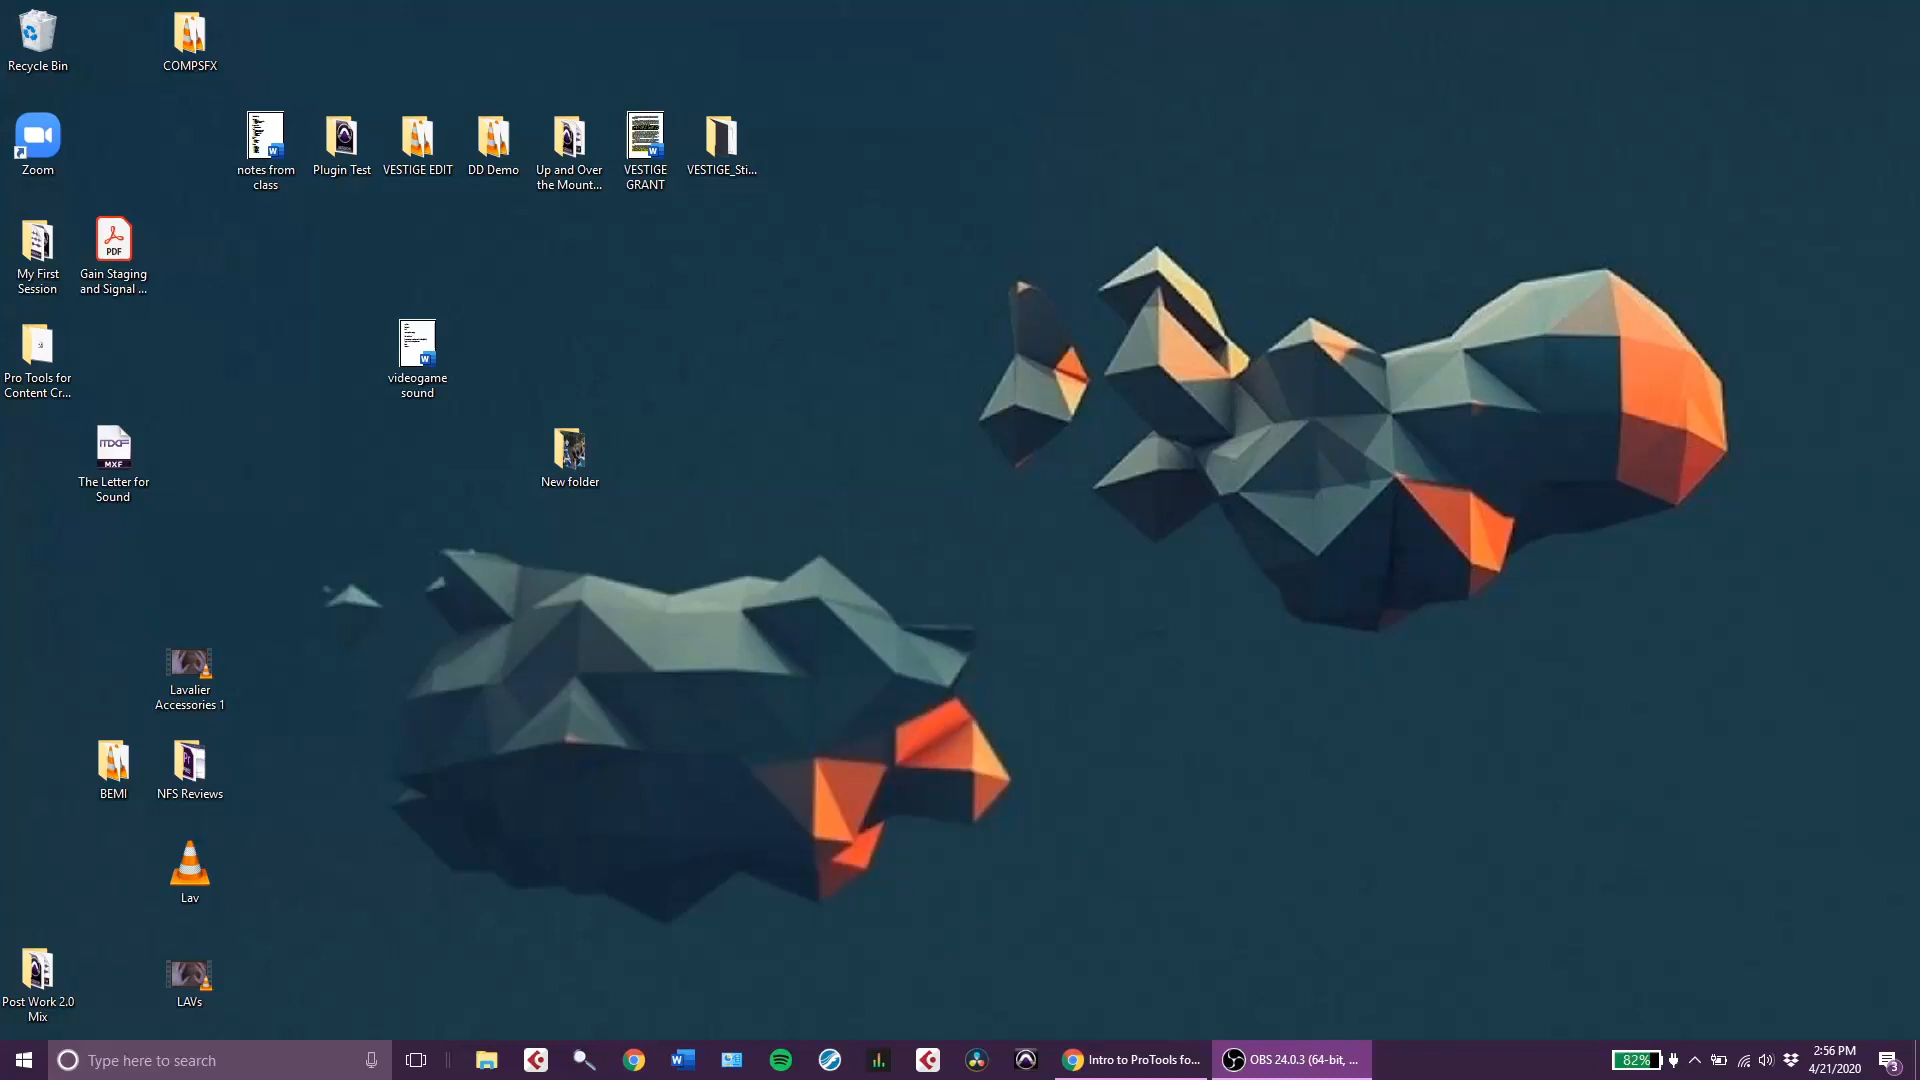 Recycle Bin
COMPSFX
Zoom
notes from
class
Plugin Test
VESTIGE EDIT
DD Demo
Up and Over
the Mount...
VESTIGE
GRANT
VESTIGE_Sti...
My First
Session
PDF
Gain Staging
and Signal ...
Pro Tools for
Content Cr...
videogame
sound
MXF
MXF
The Letter for
Sound
New folder
Lavalier
Accessories 1
BEMI
Pr
NFS Reviews
Lav
Post Work 2.0
Mix
LAVs
Type here to search
Intro to ProTools fo...
OBS 24.0.3 (64-bit, ...
82%
2:56 PM
4/21/2020
3